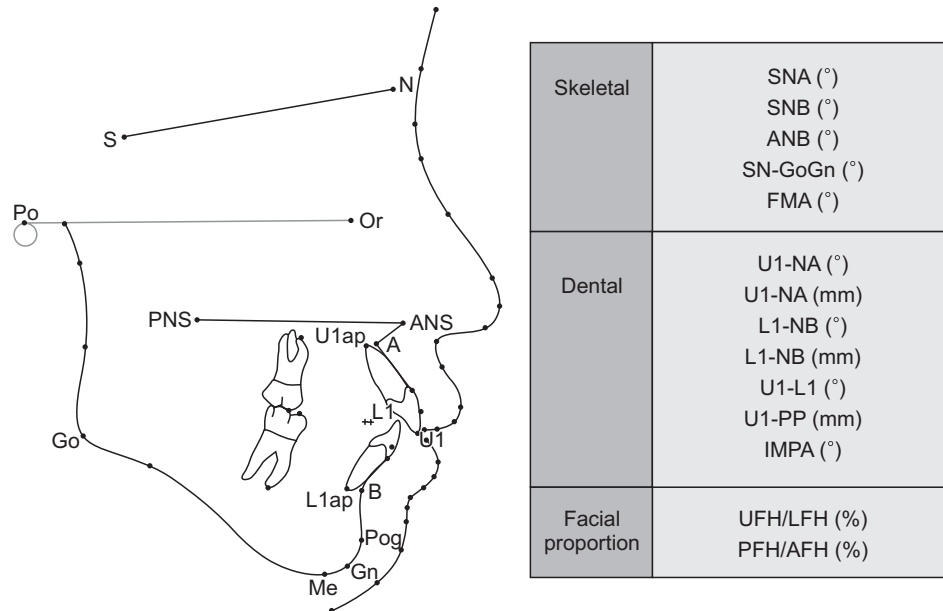 N
S
Po
Or
PNS
ANS
U1ap
A
L1
U1
Go
L1ap
B
Pog
Gn
Me
Skeletal
SNA (°)
SNB (°)
ANB (°)
SN-GoGn (°)
FMA (°)
Dental
U1-NA (°)
U1-NA (mm)
L1-NB (°)
L1-NB (mm)
U1-L1 (°)
U1-PP (mm)
IMPA (°)
Facial
proportion
UFH/LFH (%)
PFH/AFH (%)